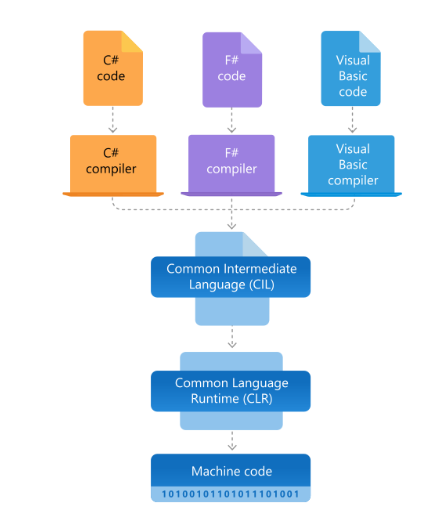 C#
code
F#
code
Visual
Basic
code
C#
compiler
F#
compiler
Visual
Basic
compiler
Common Intermediate
Language (CIL)
Common Language
Runtime (CLR)
Machine code
10100101101011101001